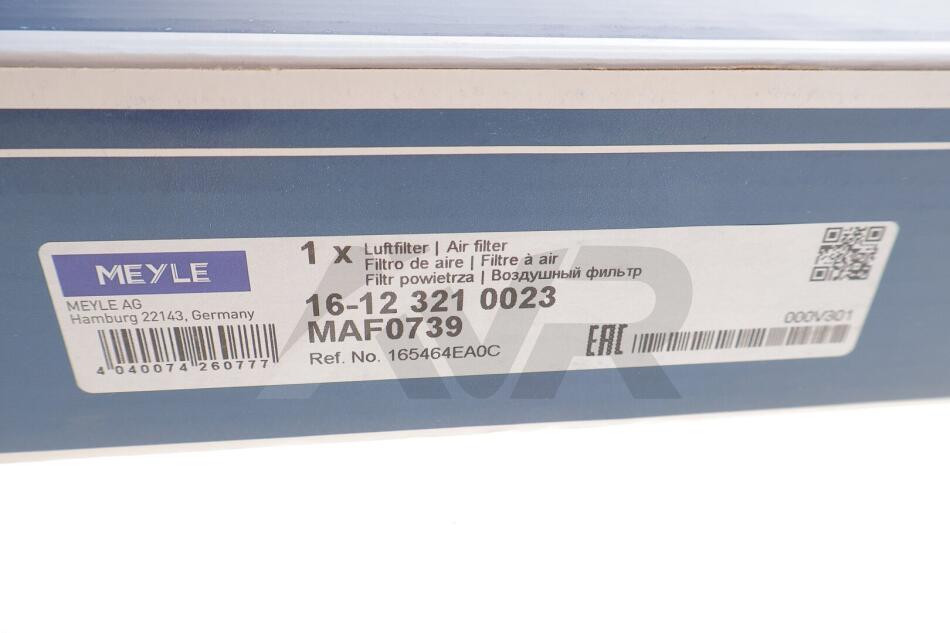 MEYLE
MEYLE AG
Hamburg 22143, Germany
4 040074 260777
1 x Luftfilter | Air filter
Filtro de aire | Filtre à air
Filtr powietrza | Воздушный фильтр
16-12 321 0023
MAF0739
Ref. No. 165464EA0C
EAC
000V301
AVR